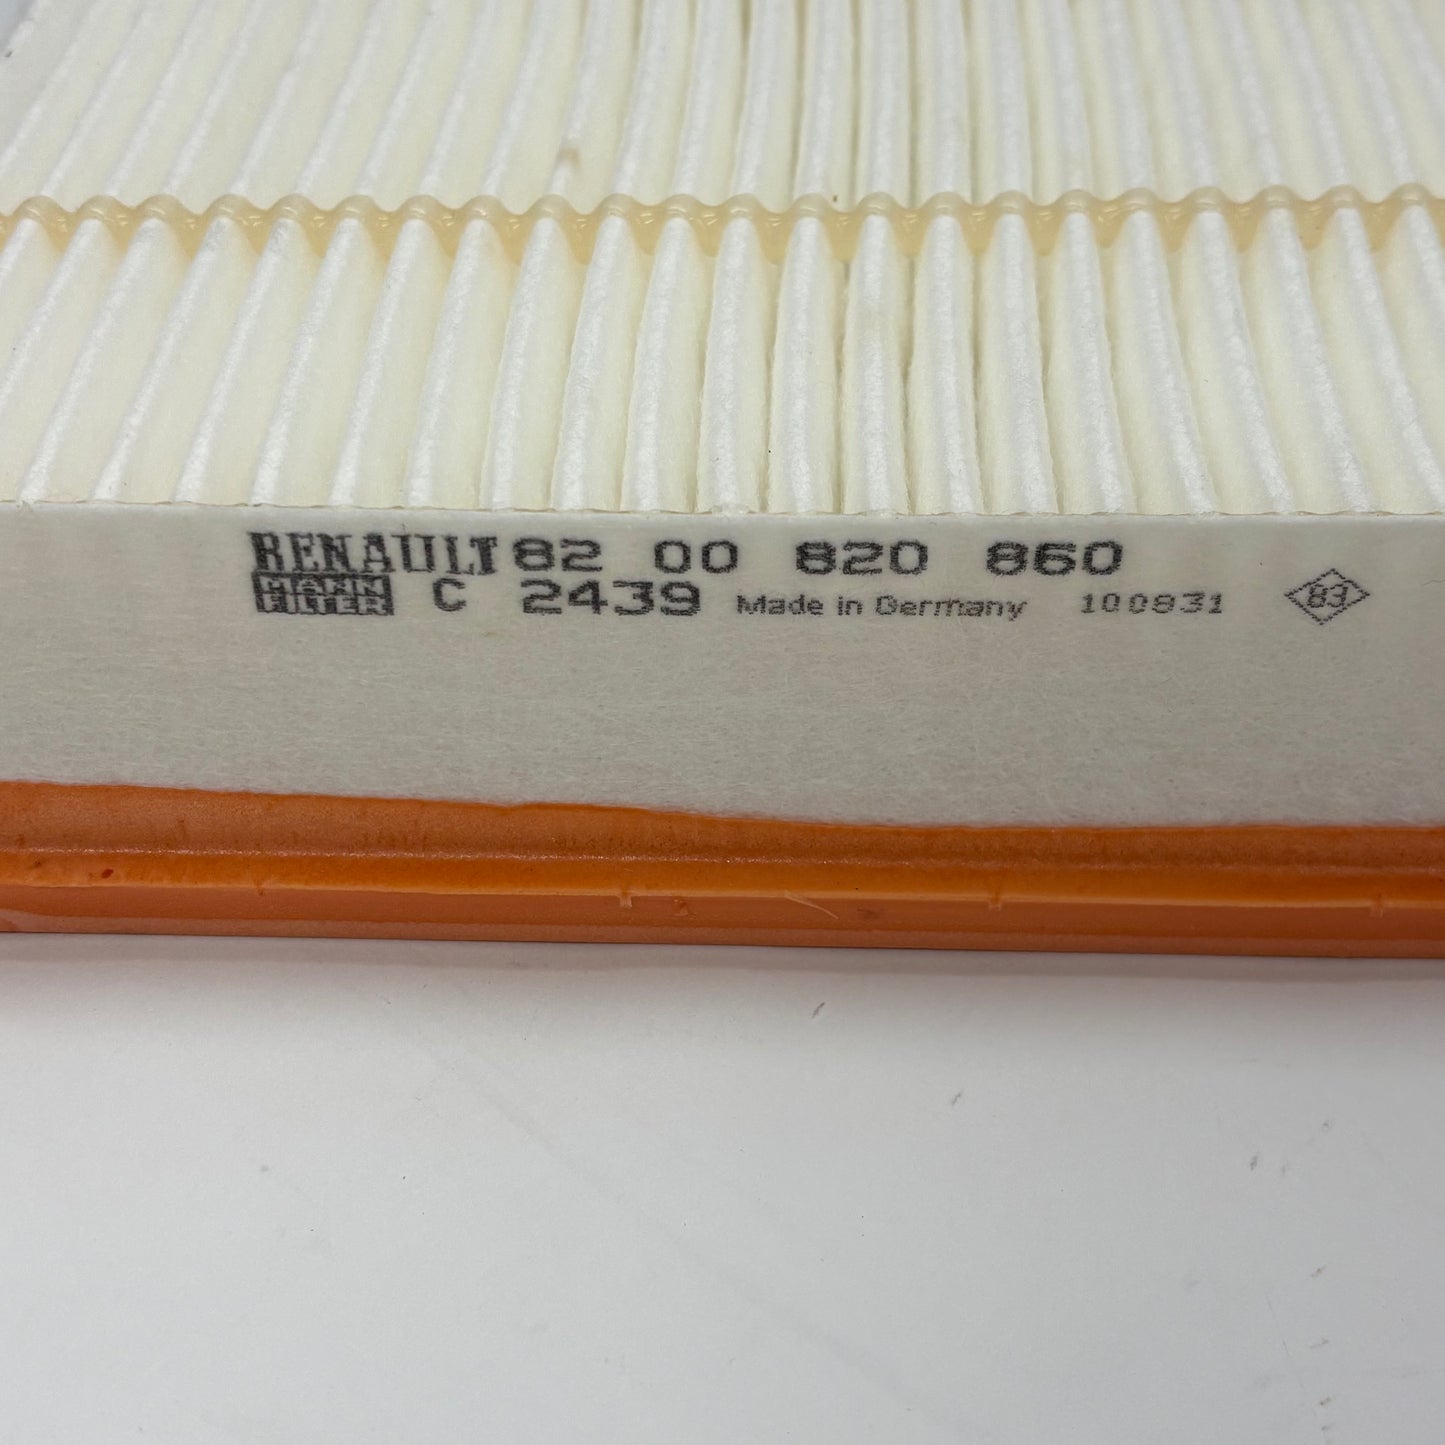 RENAULT 82 00 820 860
MANN FILTER C 2439 Made in Germany 100831 83